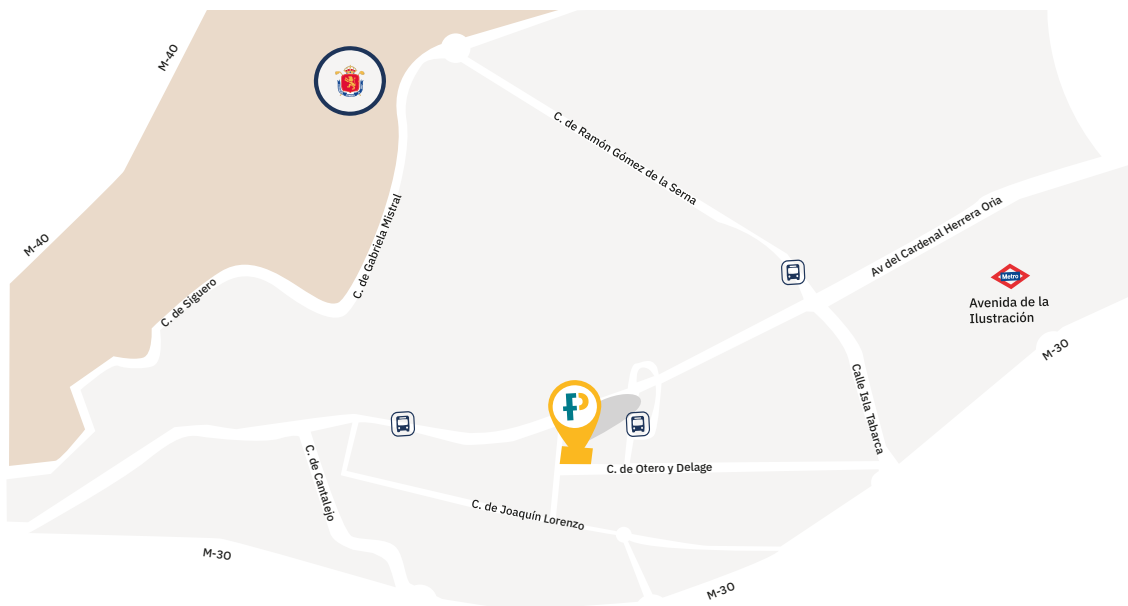 M-40
C. de Ramón Gómez de la Serna
M-40
C. de Gabriela Mistral
Av del Cardenal Herrera Oria
C. de Siguero
Metro
Avenida de la
Ilustración
M-30
Calle Isla Tabarca
fP
C. de Cantalejo
C. de Otero y Delage
C. de Joaquín Lorenzo
M-30
M-30